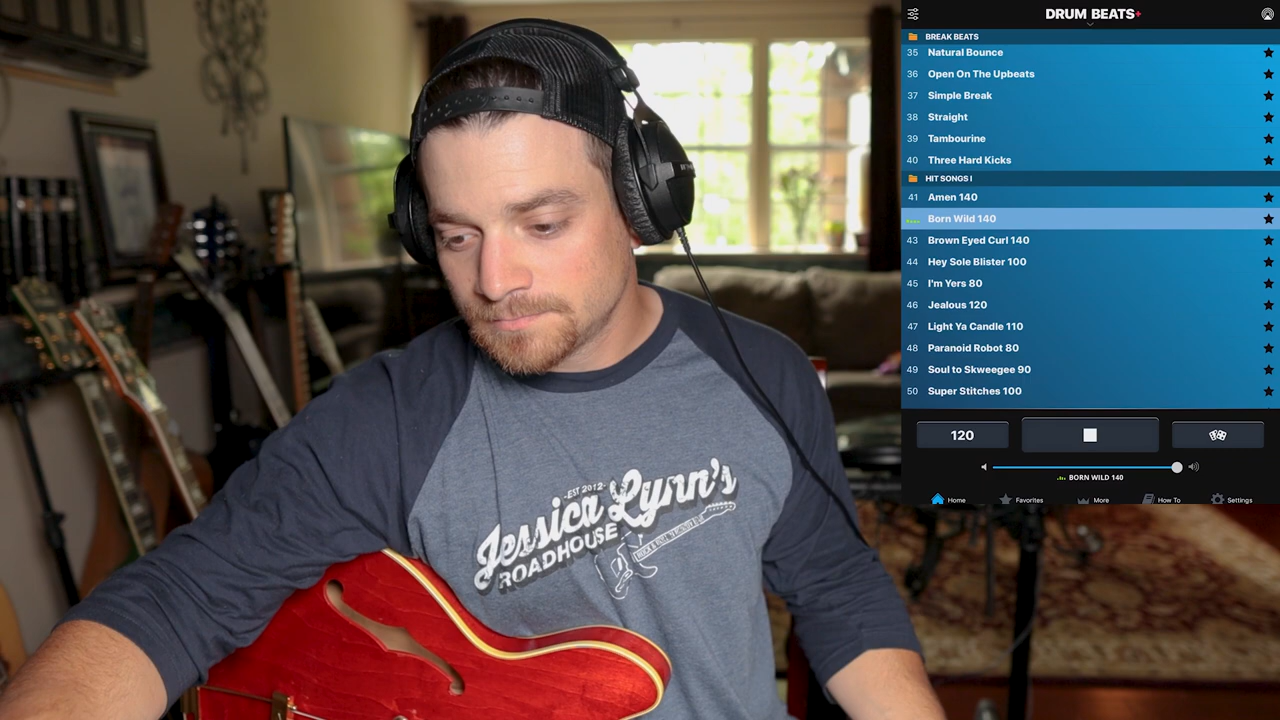 DRUM BEATS+
BREAK BEATS
35 Natural Bounce
36 Open On The Upbeats
37 Simple Break
38 Straight
39 Tambourine
40 Three Hard Kicks
HIT SONGS I
41 Amen 140
Born Wild 140
43 Brown Eyed Curl 140
44 Hey Sole Blister 100
45 I'm Yers 80
46 Jealous 120
47 Light Ya Candle 110
48 Paranoid Robot 80
49 Soul to Skweegee 90
50 Super Stitches 100
120
BORN WILD 140
Home Favorites More How To Settings
-EST 2012-
Jessica Lynn's
ROADHOUSE